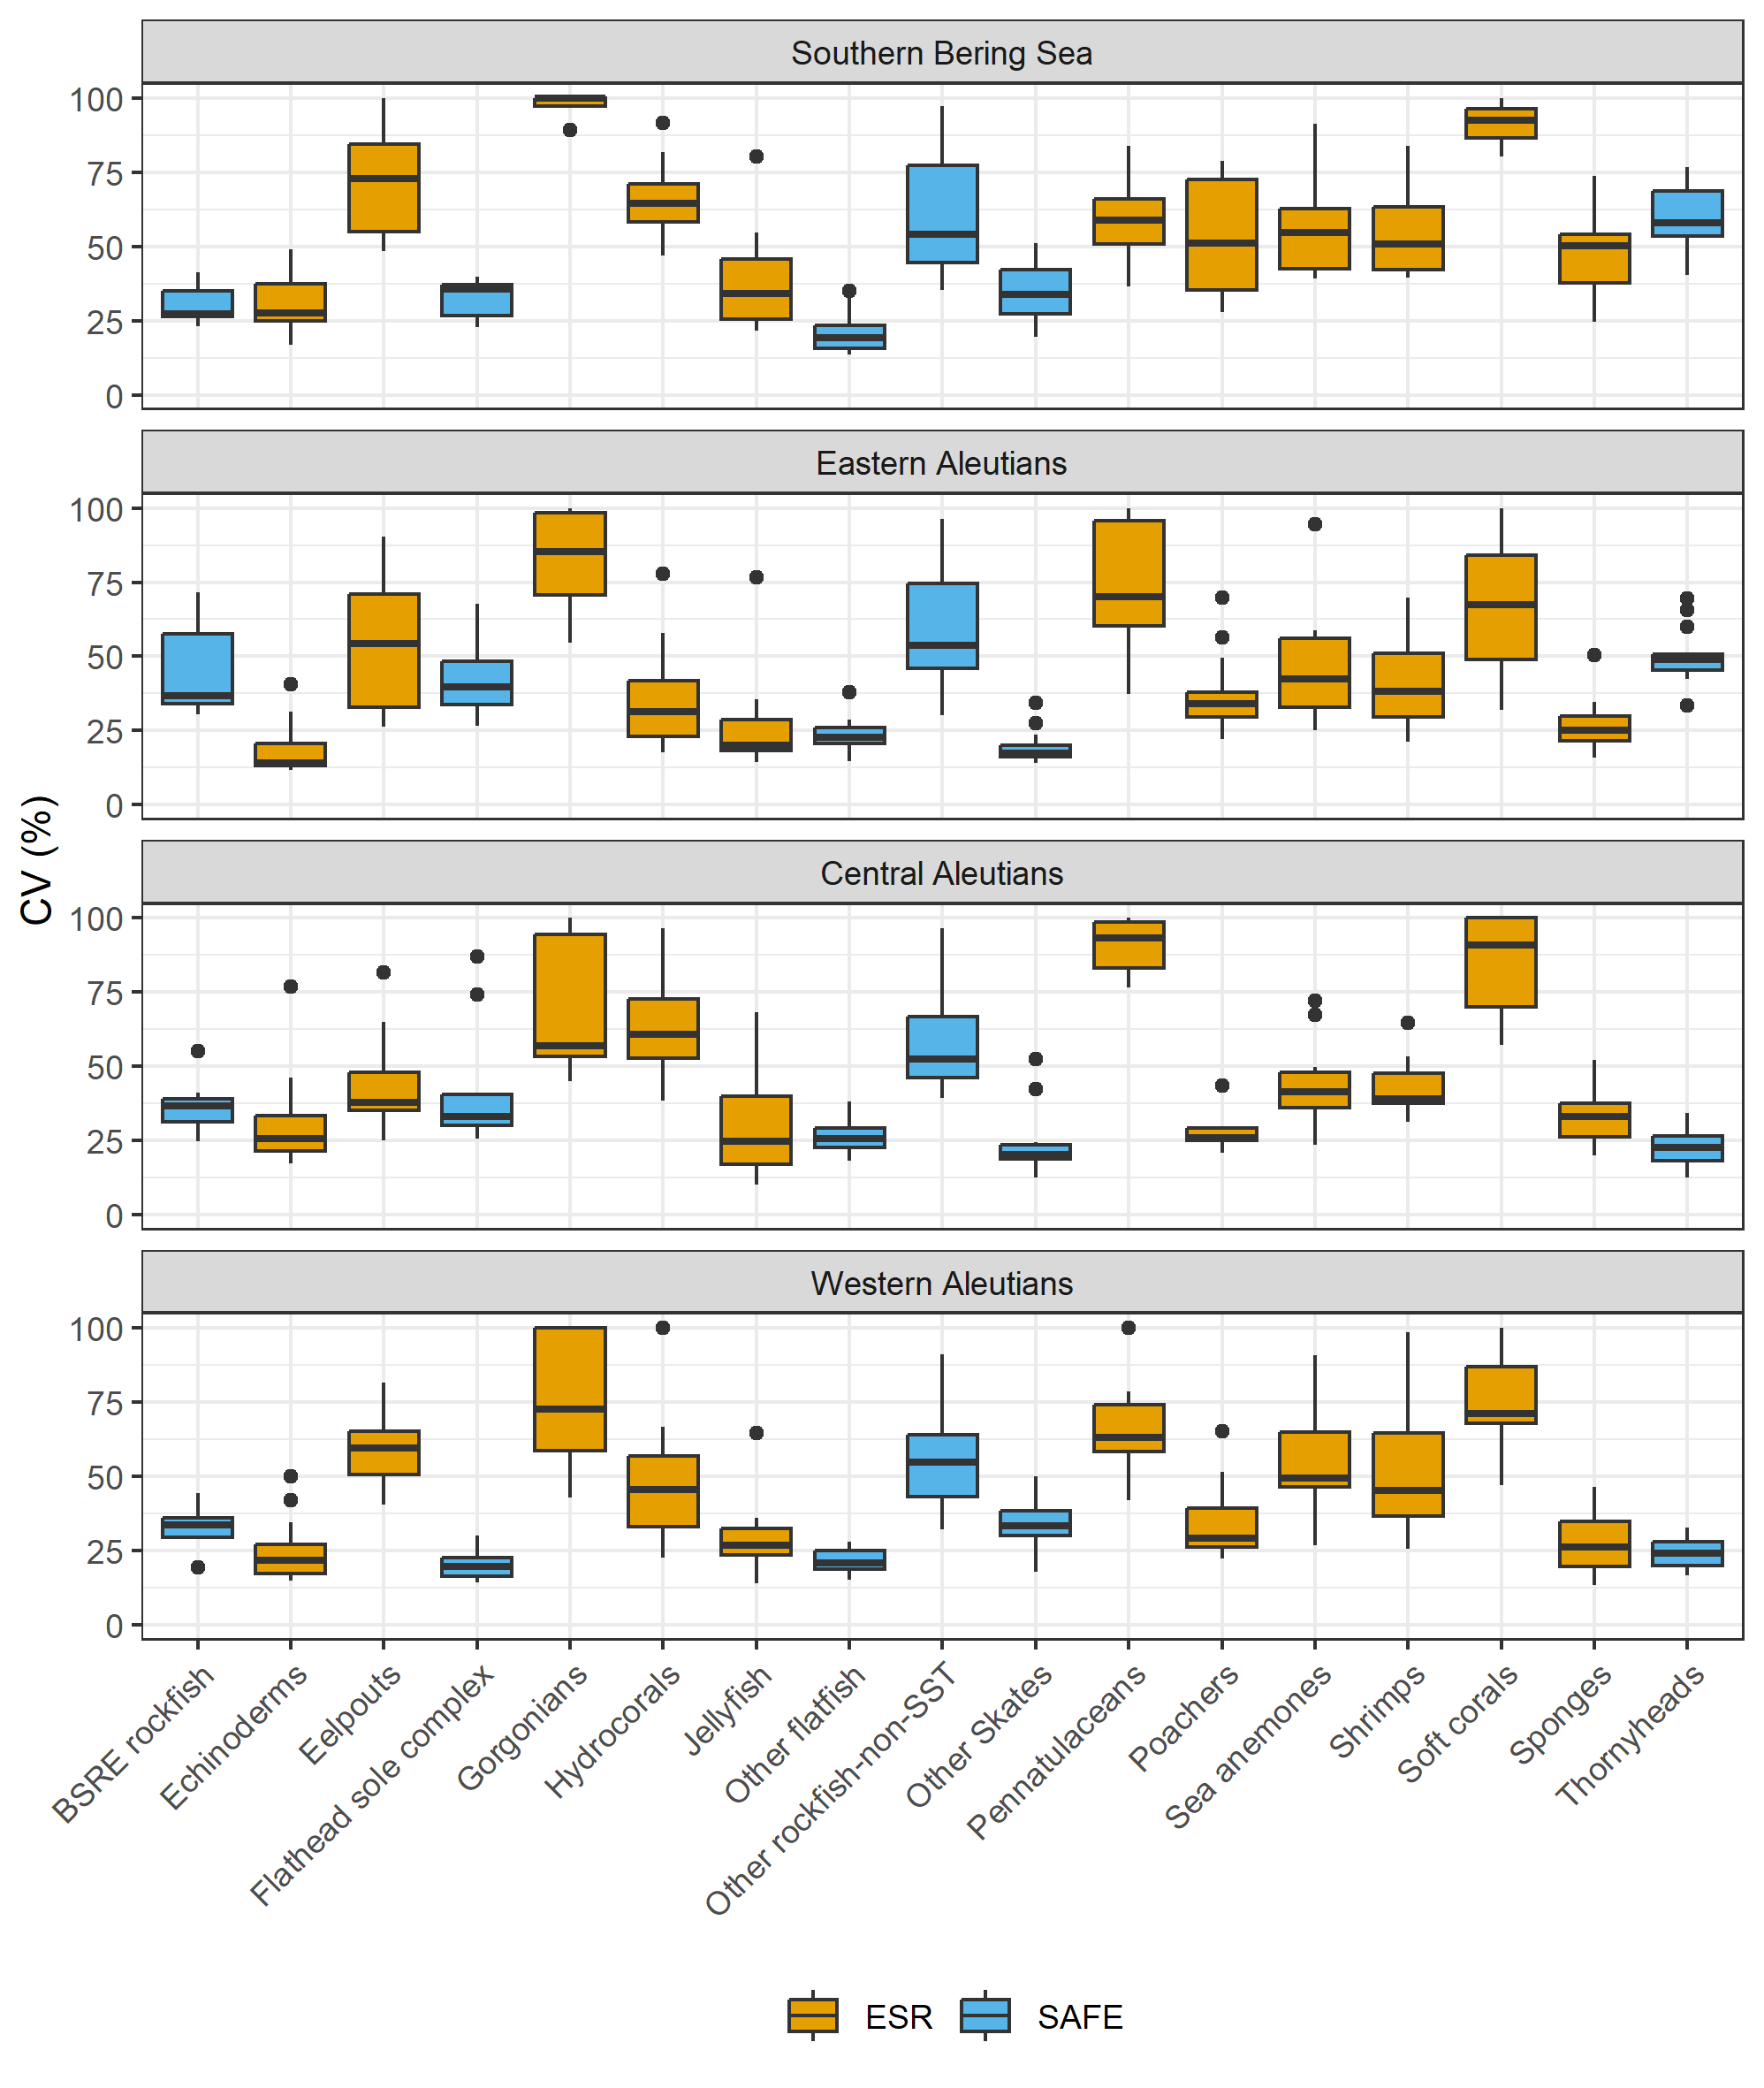 Southern Bering Sea
100
75
50
25
0
Eastern Aleutians
100
75
50
25
0
CV (%)
Central Aleutians
100
75
50
25
0
Western Aleutians
100
75
50
25
0
BSRE rockfish
Echinoderms
Eelpouts
Flathead sole complex
Gorgonians
Hydrocorals
Jellyfish
Other flatfish
Other rockfish-non-SST
Other Skates
Pennatulaceans
Poachers
Sea anemones
Shrimps
Soft corals
Sponges
Thornyheads
ESR SAFE